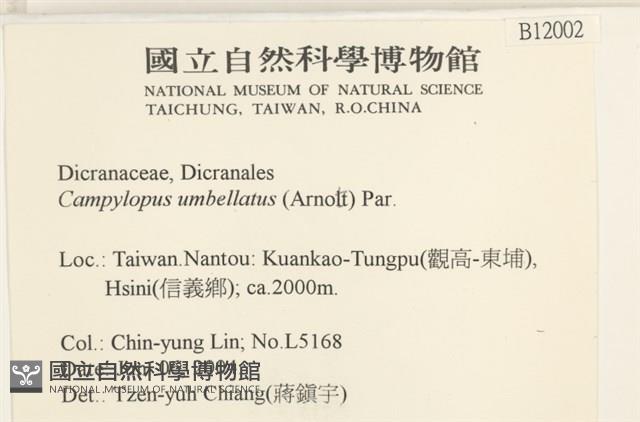 B12002
國立自然科學博物館
NATIONAL MUSEUM OF NATURAL SCIENCE
TAICHUNG, TAIWAN, R.O.CHINA
Dicranaceae, Dicranales
Campylopus umbellatus (Arnott) Par.
Loc.: Taiwan.Nantou: Kuankao-Tungpu(觀高-東埔),
Hsini(信義鄉); ca.2000m.
Col.: Chin-yung Lin; No.L5168
國立自然科學博物館
NATIONAL MUSEUM OF NATURAL SCIENCE
Det.: Tzen-yuh Chiang(蔣鎮宇)